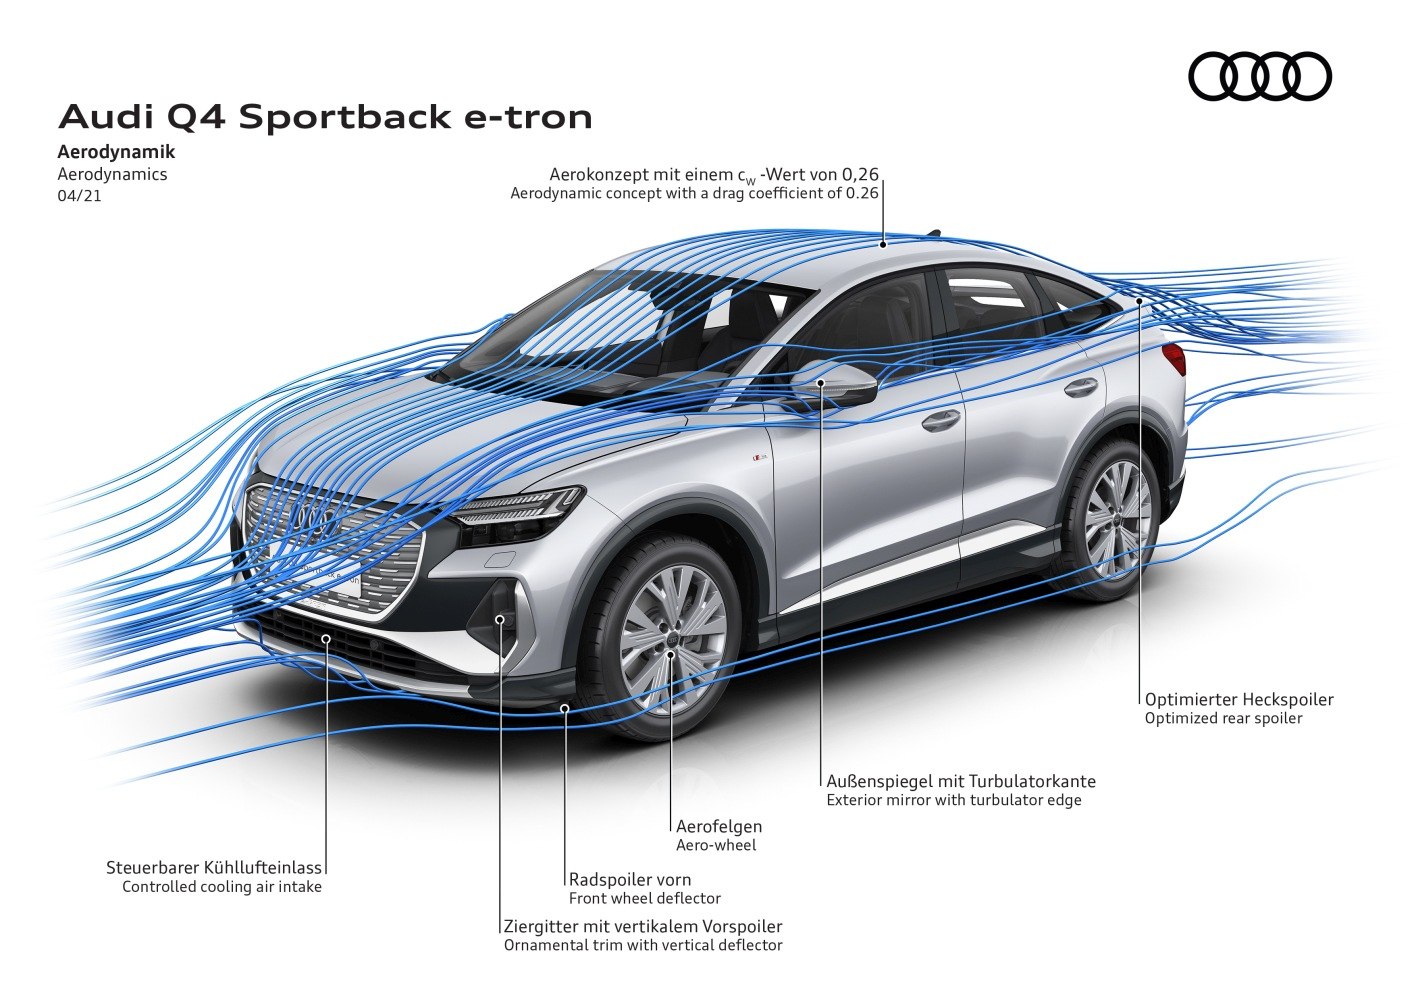 Audi Q4 Sportback e-tron
Aerodynamik
Aerodynamics
04/21
Aerokonzept mit einem cw -Wert von 0,26
Aerodynamic concept with a drag coefficient of 0.26
Optimierter Heckspoiler
Optimized rear spoiler
Außenspiegel mit Turbulatorkante
Exterior mirror with turbulator edge
Aerofelgen
Aero-wheel
Steuerbarer Kühllufteinlass
Controlled cooling air intake
Radspoiler vorn
Front wheel deflector
Ziergitter mit vertikalem Vorspoiler
Ornamental trim with vertical deflector